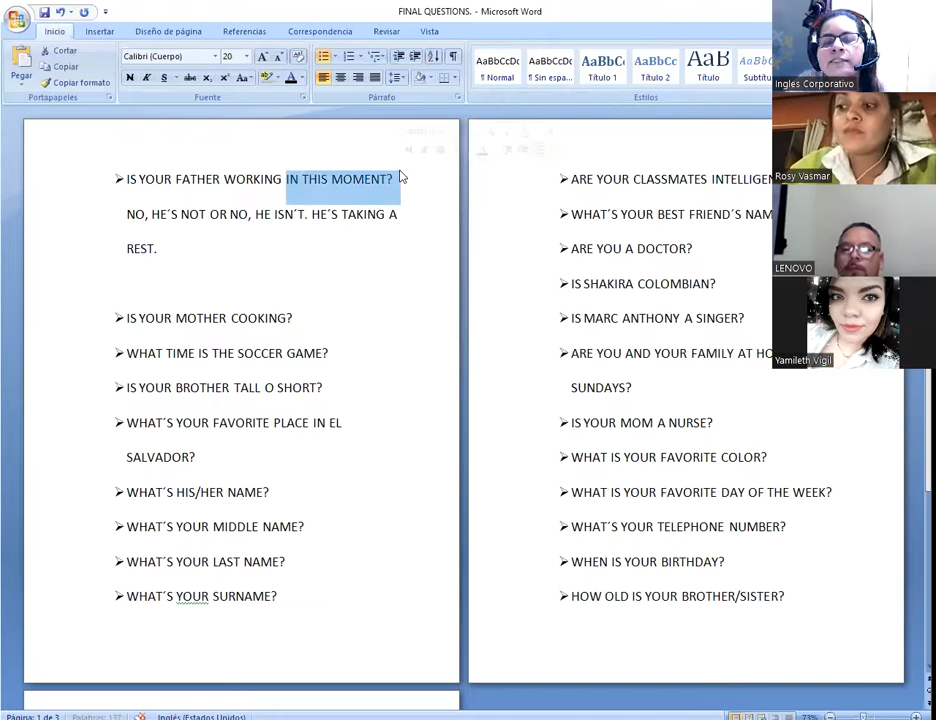 FINAL QUESTIONS. - Microsoft Word
Inicio Insertar Diseño de página Referencias Correspondencia Revisar Vista
Pegar
Cortar
Copiar
Copiar formato
Portapapeles
Calibri (Cuerpo) 20
Fuente
Párrafo
AaBbCcDc AaBbCcDc AaBbC AaBbCc AaB
¶ Normal ¶ Sin espa... Título 1 Título 2 Título
Estilos
IS YOUR FATHER WORKING IN THIS MOMENT?
NO, HE´S NOT OR NO, HE ISN´T. HE´S TAKING A
REST.
IS YOUR MOTHER COOKING?
WHAT TIME IS THE SOCCER GAME?
IS YOUR BROTHER TALL O SHORT?
WHAT´S YOUR FAVORITE PLACE IN EL
SALVADOR?
WHAT´S HIS/HER NAME?
WHAT´S YOUR MIDDLE NAME?
WHAT´S YOUR LAST NAME?
WHAT´S YOUR SURNAME?
ARE YOUR CLASSMATES
WHAT´S YOUR BEST FRIEND´S
ARE YOU A DOCTOR?
IS SHAKIRA COLOMBIAN?
IS MARC ANTHONY A SINGER?
ARE YOU AND YOUR FAMILY AT
SUNDAYS?
IS YOUR MOM A NURSE?
WHAT IS YOUR FAVORITE COLOR?
WHAT IS YOUR FAVORITE DAY OF THE WEEK?
WHAT´S YOUR TELEPHONE NUMBER?
WHEN IS YOUR BIRTHDAY?
HOW OLD IS YOUR BROTHER/SISTER?
Ingles Corporativo
Rosy Vasmar
LENOVO
Yamileth Vigil
Página: 1 de 3 Palabras: 137 Inglés (Estados Unidos) 73%